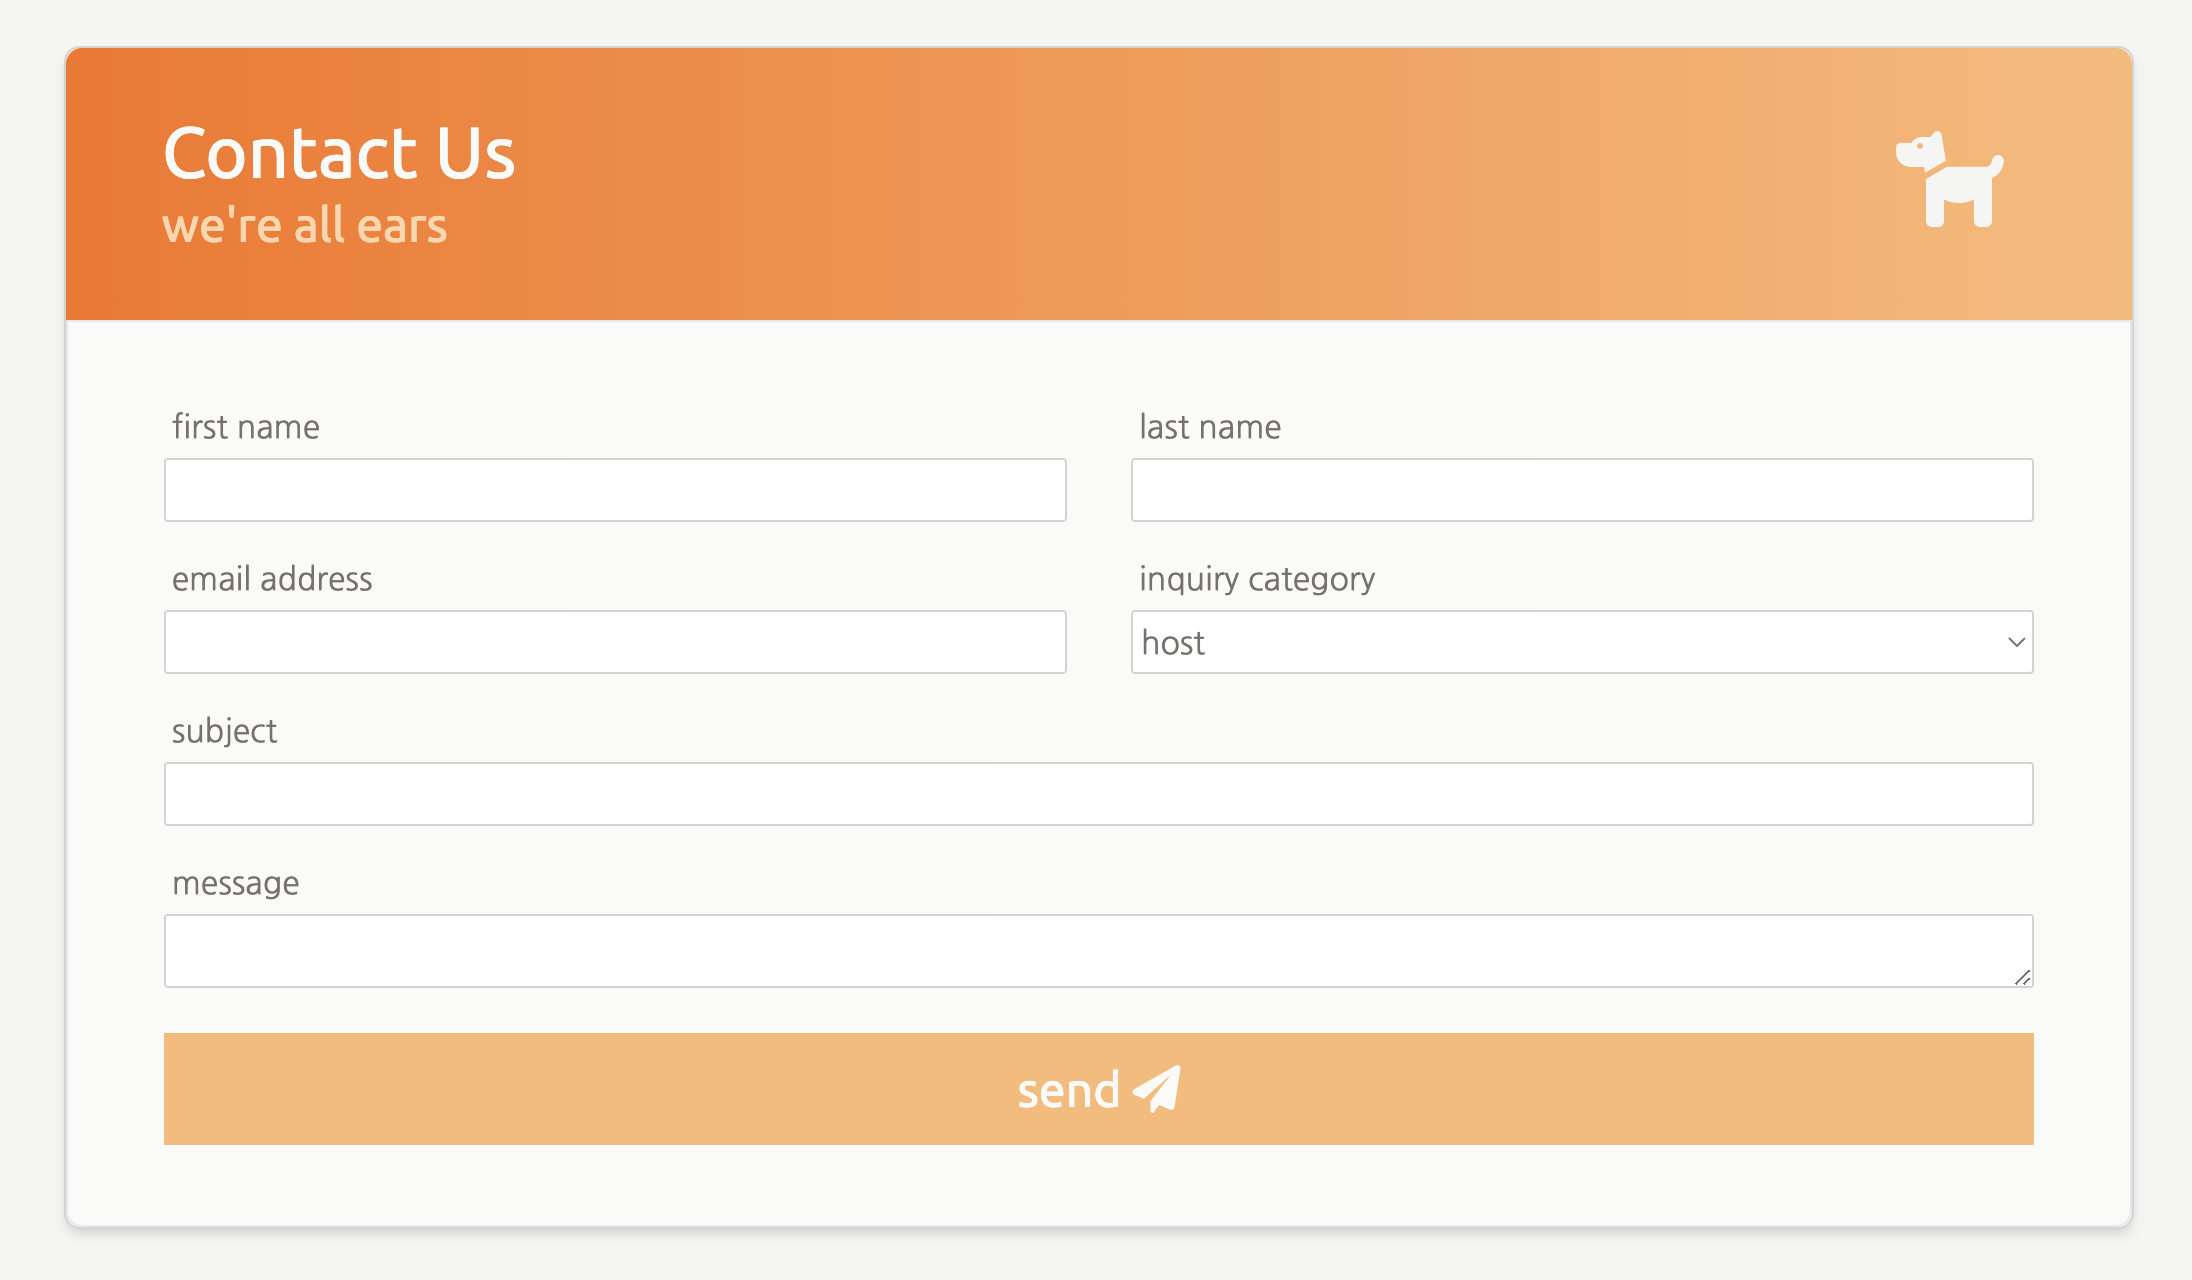 Contact Us
we're all ears
first name
last name
email address
inquiry category
host
subject
message
send